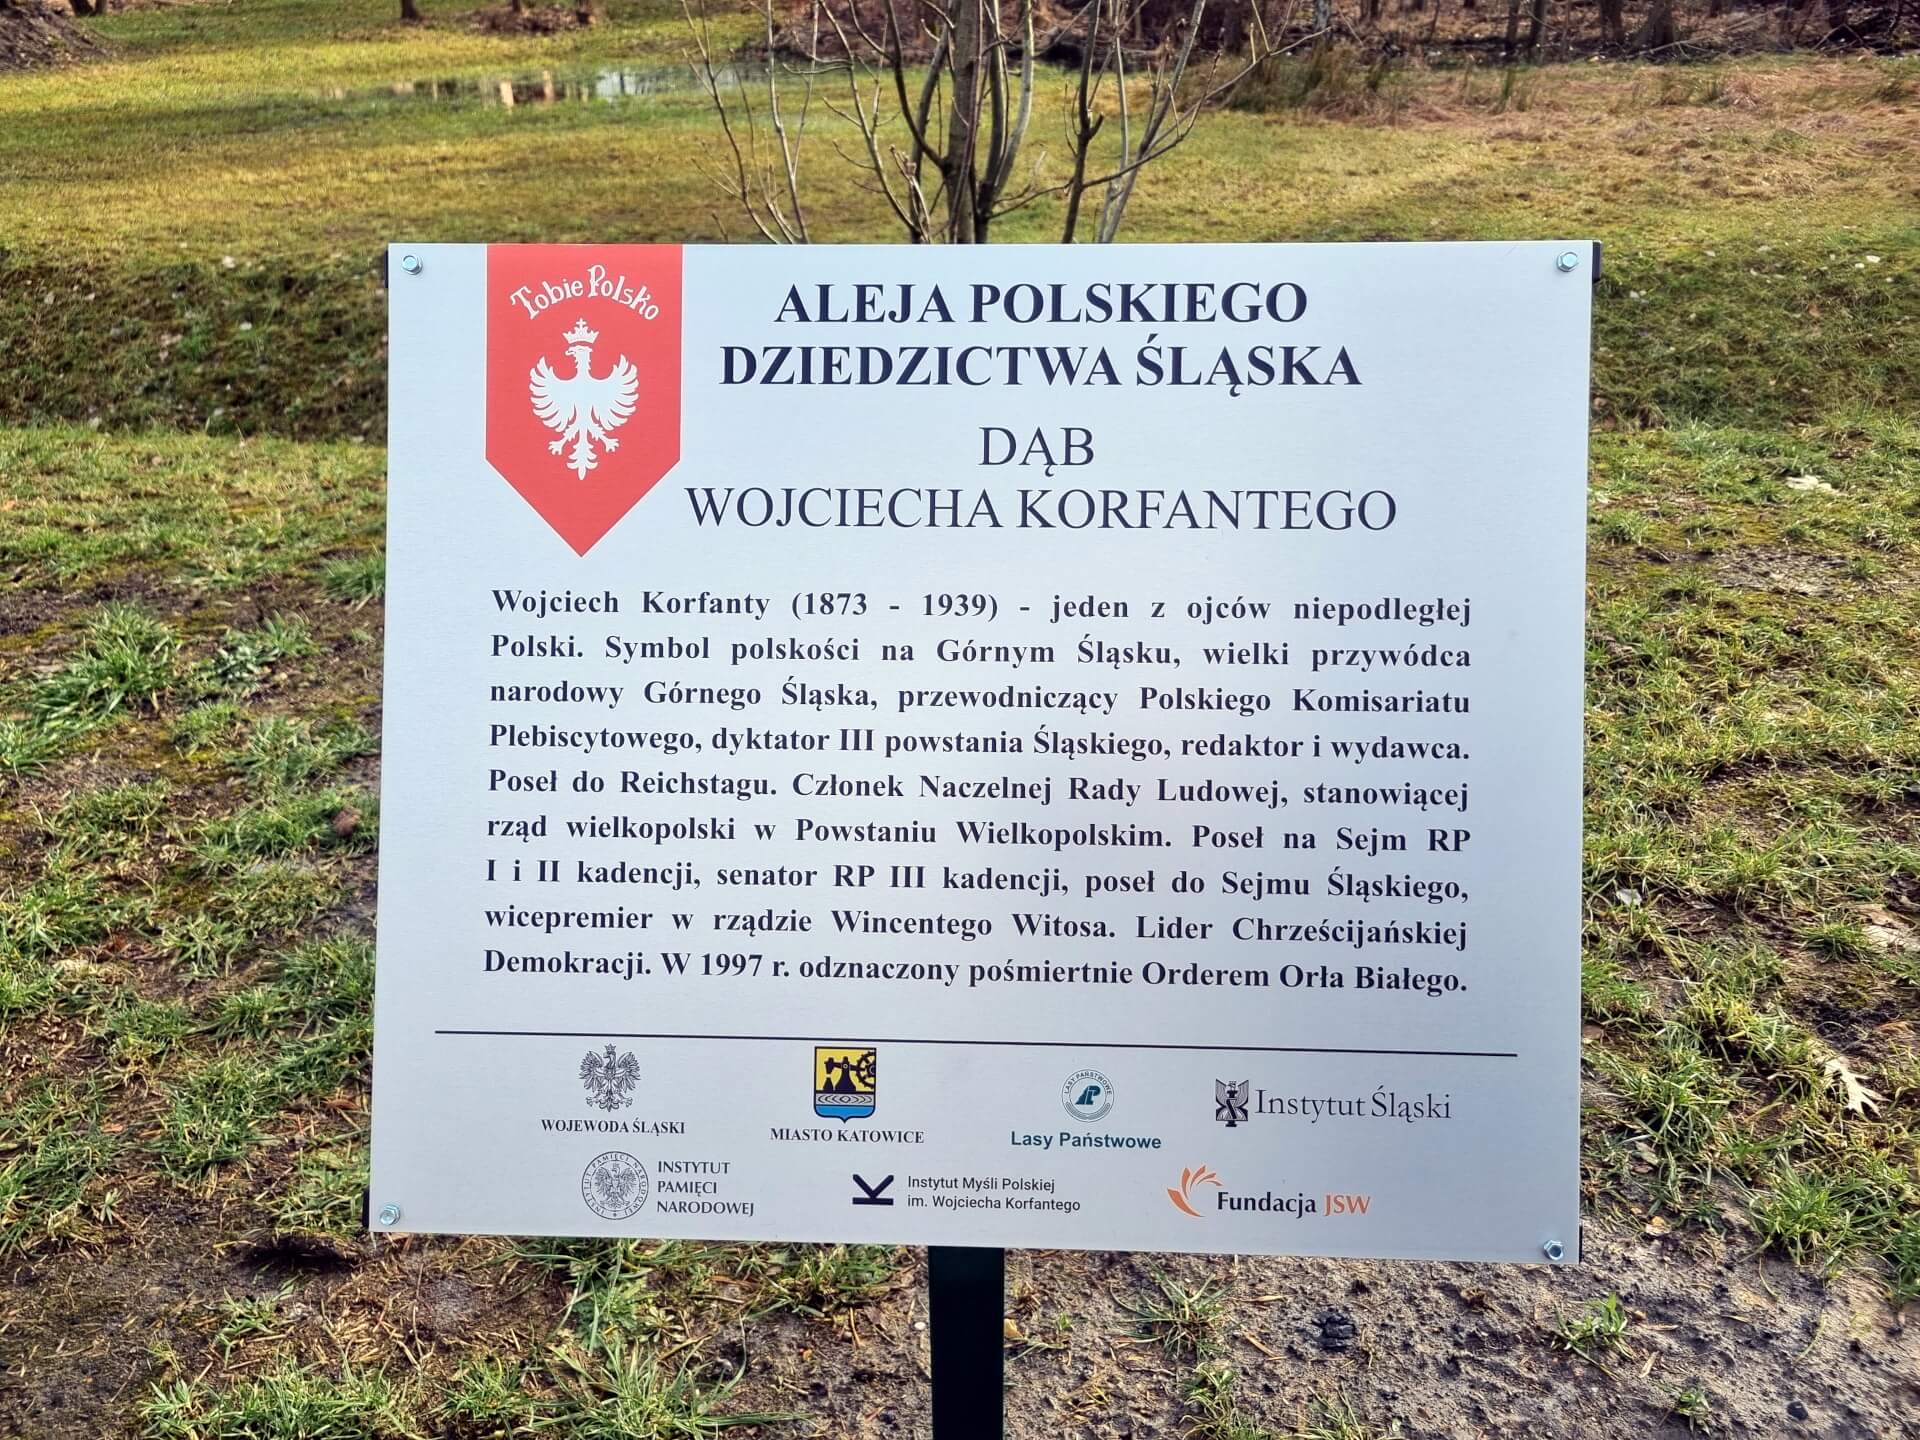 Tobie Polsko
ALEJA POLSKIEGO
DZIEDZICTWA ŚLĄSKA
DĄB
WOJCIECHA KORFANTEGO
Wojciech Korfanty (1873 - 1939) - jeden z ojców niepodległej
Polski. Symbol polskości na Górnym Śląsku, wielki przywódca
narodowy Górnego Śląska, przewodniczący Polskiego Komisariatu
Plebiscytowego, dyktator III powstania Śląskiego, redaktor i wydawca.
Poseł do Reichstagu. Członek Naczelnej Rady Ludowej, stanowiącej
rząd wielkopolski w Powstaniu Wielkopolskim. Poseł na Sejm RP
I i II kadencji, senator RP III kadencji, poseł do Sejmu Śląskiego,
wicepremier w rządzie Wincentego Witosa. Lider Chrześcijańskiej
Demokracji. W 1997 r. odznaczony pośmiertnie Orderem Orła Białego.
WOJEWODA ŚLĄSKI
MIASTO KATOWICE
LASY PAŃSTWOWE
Lasy Państwowe
Instytut Śląski
INSTYTUT PAMIĘCI NARODOWEJ
INSTYTUT
PAMIĘCI
NARODOWEJ
Instytut Myśli Polskiej
im. Wojciecha Korfantego
Fundacja JSW